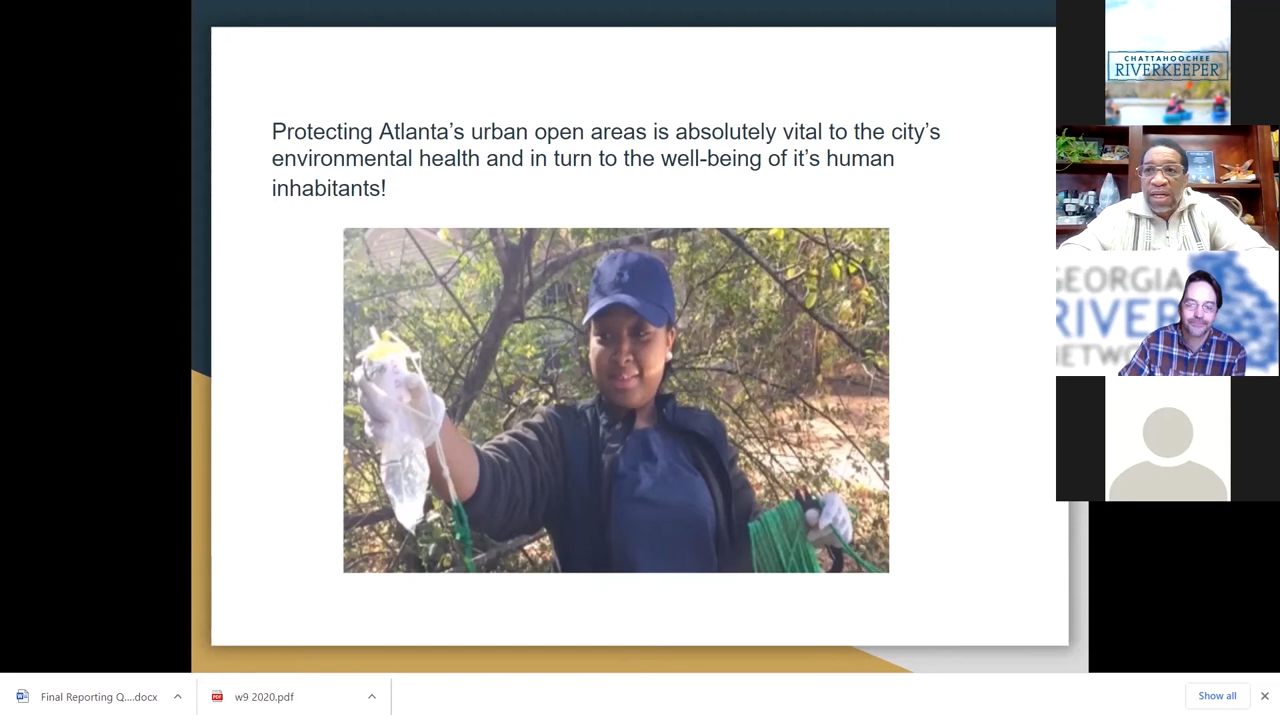 Protecting Atlanta's urban open areas is absolutely vital to the city's
environmental health and in turn to the well-being of it's human
inhabitants!
CHATTAHOOCHEE
RIVERKEEPER
GEORGIA
RIVER
NETWO
Final Reporting Q....docx
w9 2020.pdf
Show all